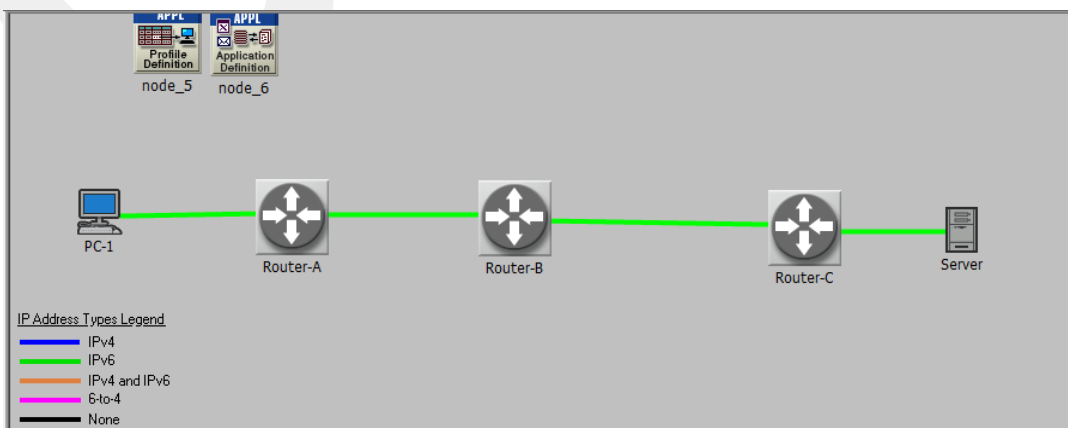 APPL
APPL
Profiile
Definition
Application
Definition
node_5
node_6
PC-1
Router-A
Router-B
Router-C
Server
IP Address Types Legend
IPv4
IPv6
IPv4 and IPv6
6-to-4
None